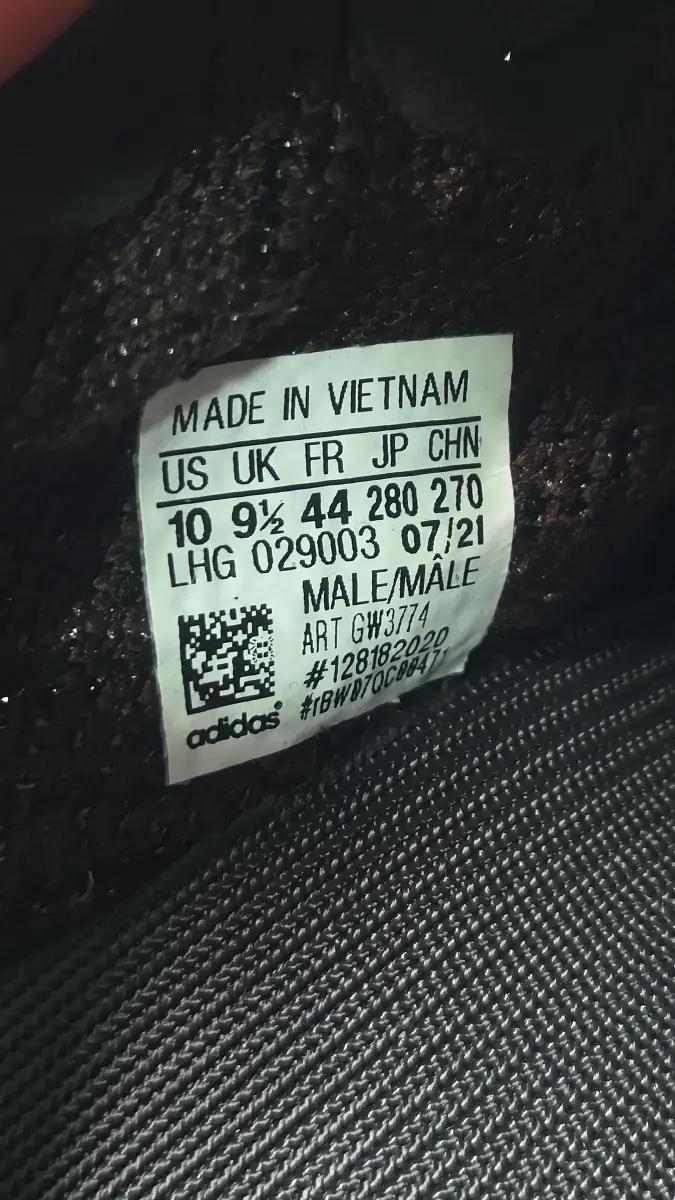 MADE IN VIETNAM
US UK FR JP CHN
10 9½ 44 280 270
LHG 029003 07/21
MALE/MÂLE
ART GW3774
#128182020
adidas®